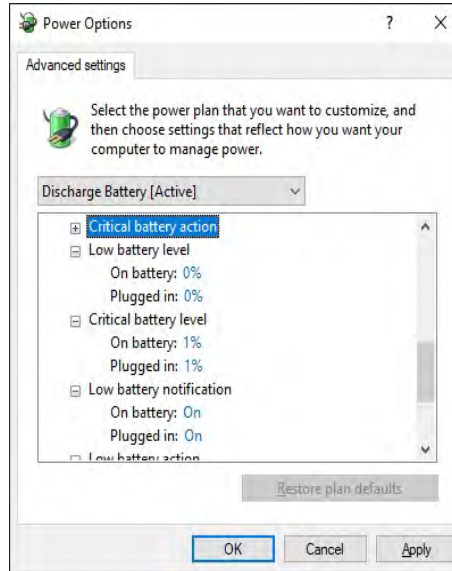 Power Options
Advanced settings
Select the power plan that you want to customize, and
then choose settings that reflect how you want your
computer to manage power.
Discharge Battery [Active]
Critical battery action
Low battery level
On battery: 0%
Plugged in: 0%
Critical battery level
On battery: 1%
Plugged in: 1%
Low battery notification
On battery: On
Plugged in: On
Low battery action
Restore plan defaults
OK Cancel Apply